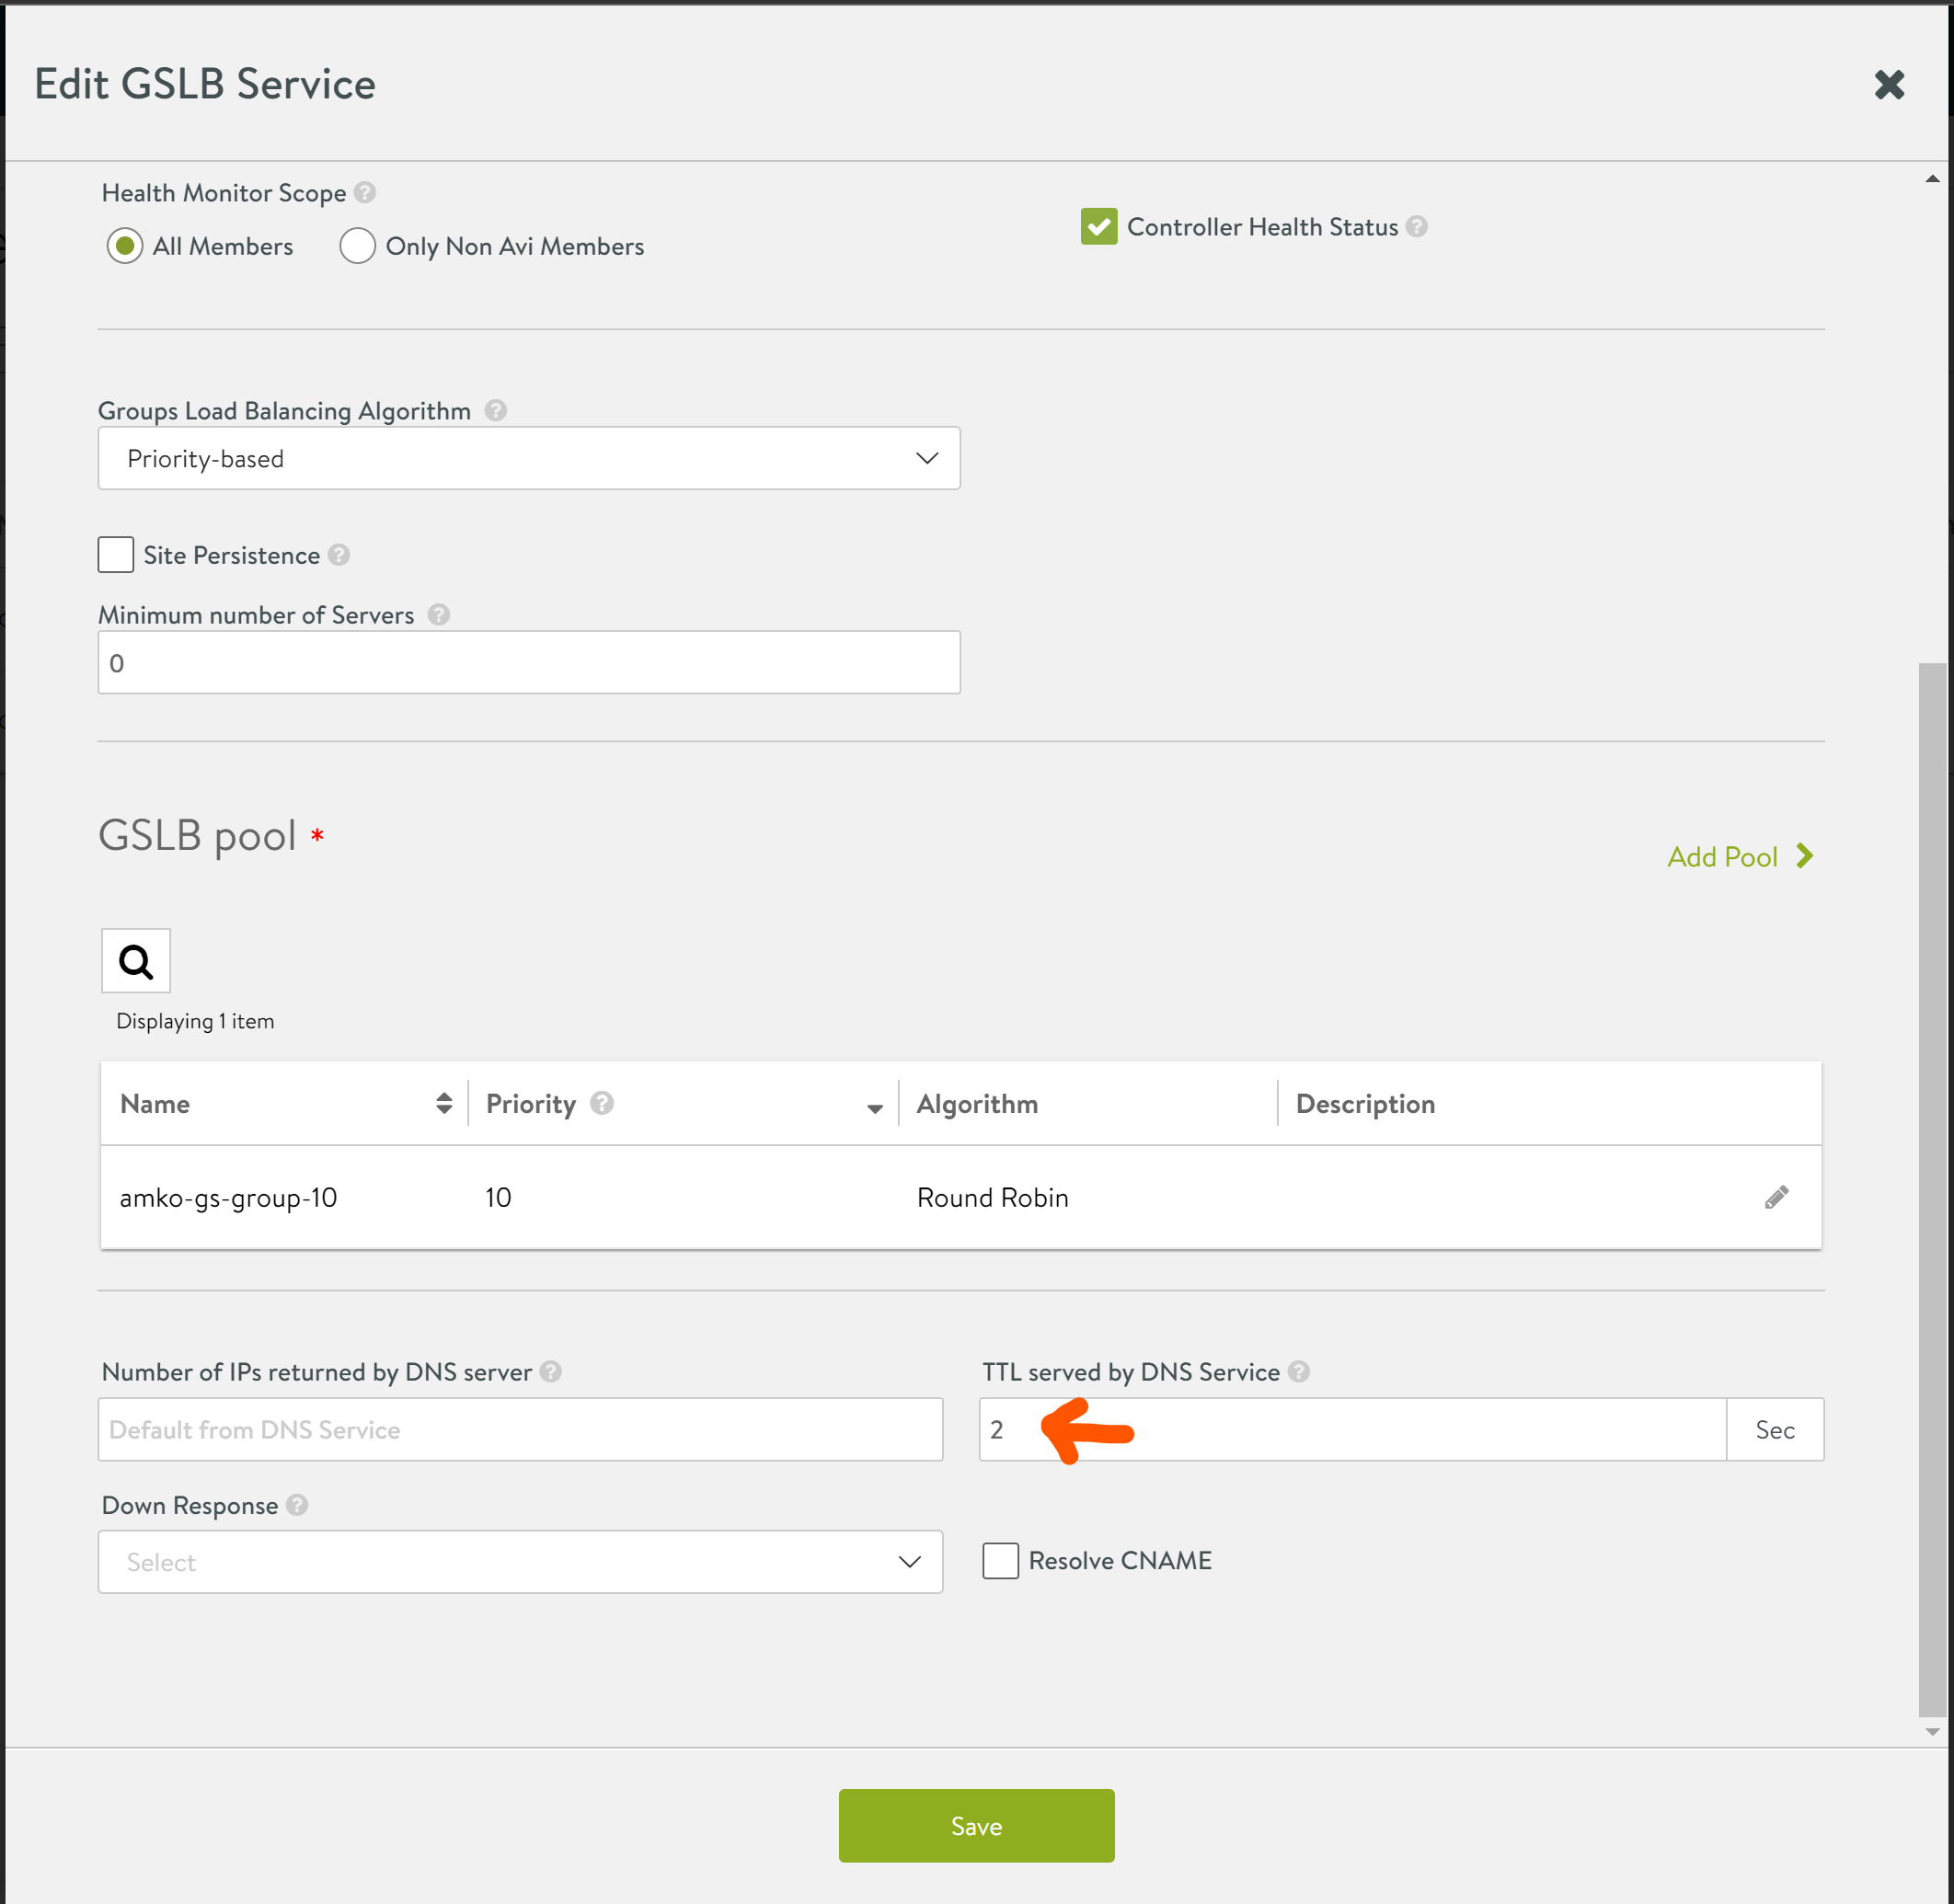 Edit GSLB Service
Health Monitor Scope
All Members
Only Non Avi Members
Controller Health Status
Groups Load Balancing Algorithm
Priority-based
Site Persistence
Minimum number of Servers
0
GSLB pool *
Add Pool
Displaying 1 item
Name Priority Algorithm Description
amko-gs-group-10 10 Round Robin
Number of IPs returned by DNS server
Default from DNS Service
TTL served by DNS Service
2 Sec
Down Response
Select
Resolve CNAME
Save